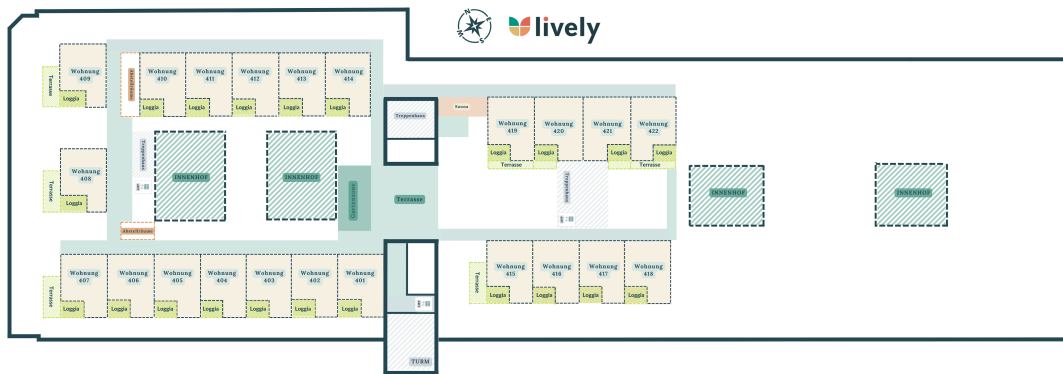 N
E
S
W
lively
Wohnung
409
Terrasse
Loggia
Abstellräume
Wohnung
410
Loggia
Wohnung
411
Loggia
Wohnung
412
Loggia
Wohnung
413
Loggia
Wohnung
414
Loggia
Treppenhaus
Sauna
Wohnung
419
Loggia
Wohnung
420
Loggia
Wohnung
421
Loggia
Wohnung
422
Loggia
Terrasse
Terrasse
Wohnung
408
Terrasse
Loggia
Treppenhaus
INNENHOF
INNENHOF
Terrasse
Treppenhaus
INNENHOF
INNENHOF
Abstellräume
Wohnung
407
Terrasse
Loggia
Wohnung
406
Loggia
Wohnung
405
Loggia
Wohnung
404
Loggia
Wohnung
403
Loggia
Wohnung
402
Loggia
Wohnung
401
Loggia
TURM
Terrasse
Wohnung
415
Loggia
Wohnung
416
Loggia
Wohnung
417
Loggia
Wohnung
418
Loggia